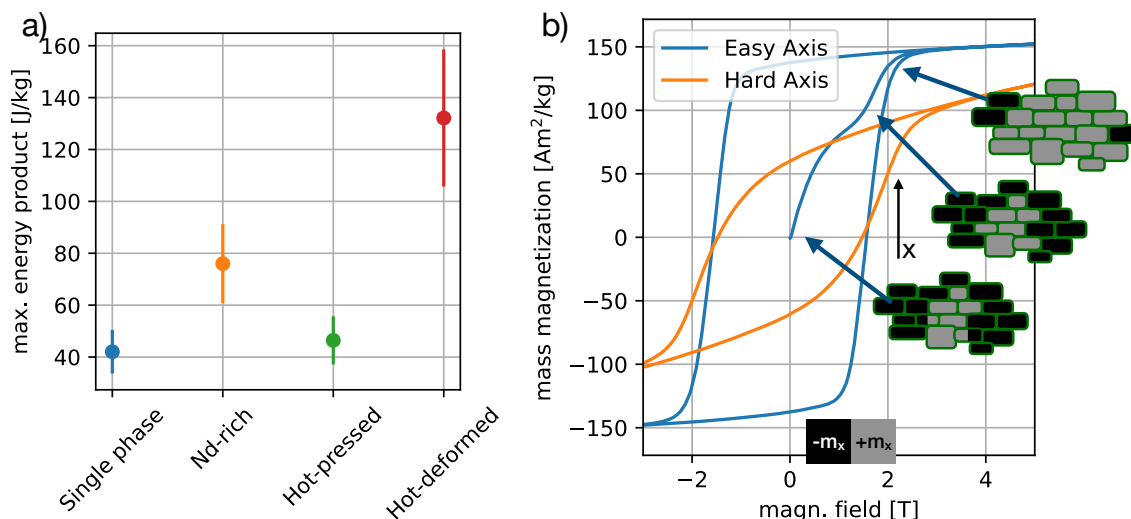 a)
max. energy product [J/kg]
160
140
120
100
80
60
40
Single phase
Nd-rich
Hot-pressed
Hot-deformed
b)
mass magnetization [Am²/kg]
150
100
50
0
−50
−100
−150
Easy Axis
Hard Axis
x
-mₓ +mₓ
−2 0 2 4
magn. field [T]